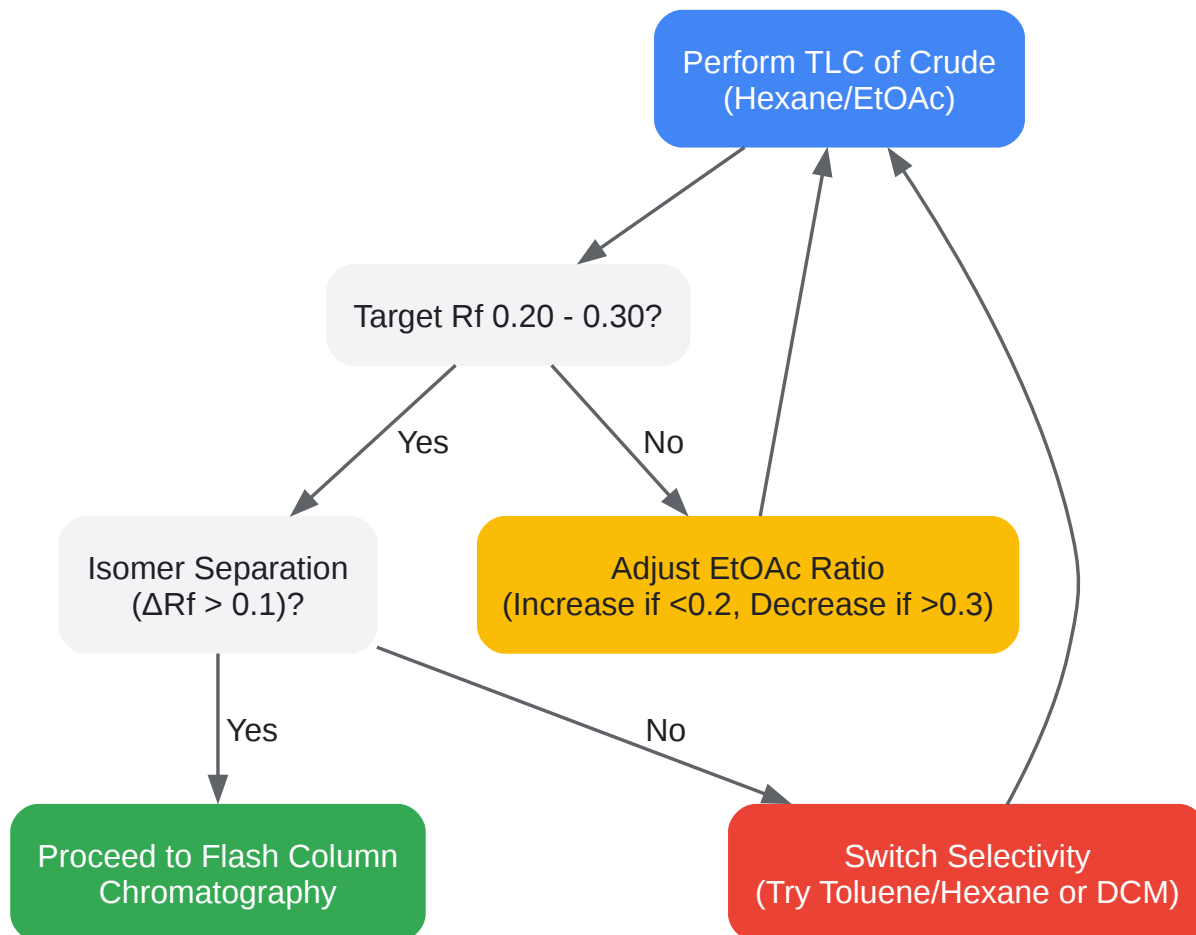 Perform TLC of Crude
(Hexane/EtOAc)
Target Rf 0.20 - 0.30?
Yes
No
Isomer Separation
(ΔRf > 0.1)?
Adjust EtOAc Ratio
(Increase if <0.2, Decrease if >0.3)
Yes
No
Proceed to Flash Column
Chromatography
Switch Selectivity
(Try Toluene/Hexane or DCM)